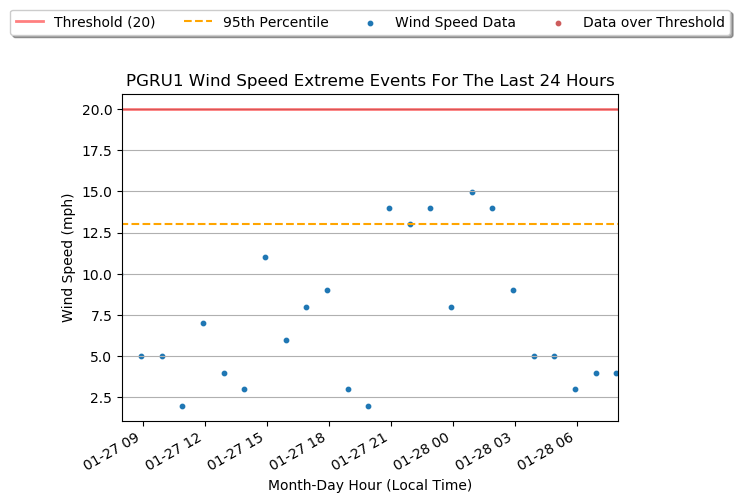 Threshold (20) 95th Percentile Wind Speed Data Data over Threshold
PGRU1 Wind Speed Extreme Events For The Last 24 Hours
20.0
17.5
15.0
12.5
10.0
7.5
5.0
2.5
Wind Speed (mph)
01-27 09 01-27 12 01-27 15 01-27 18 01-27 21 01-28 00 01-28 03 01-28 06
Month-Day Hour (Local Time)